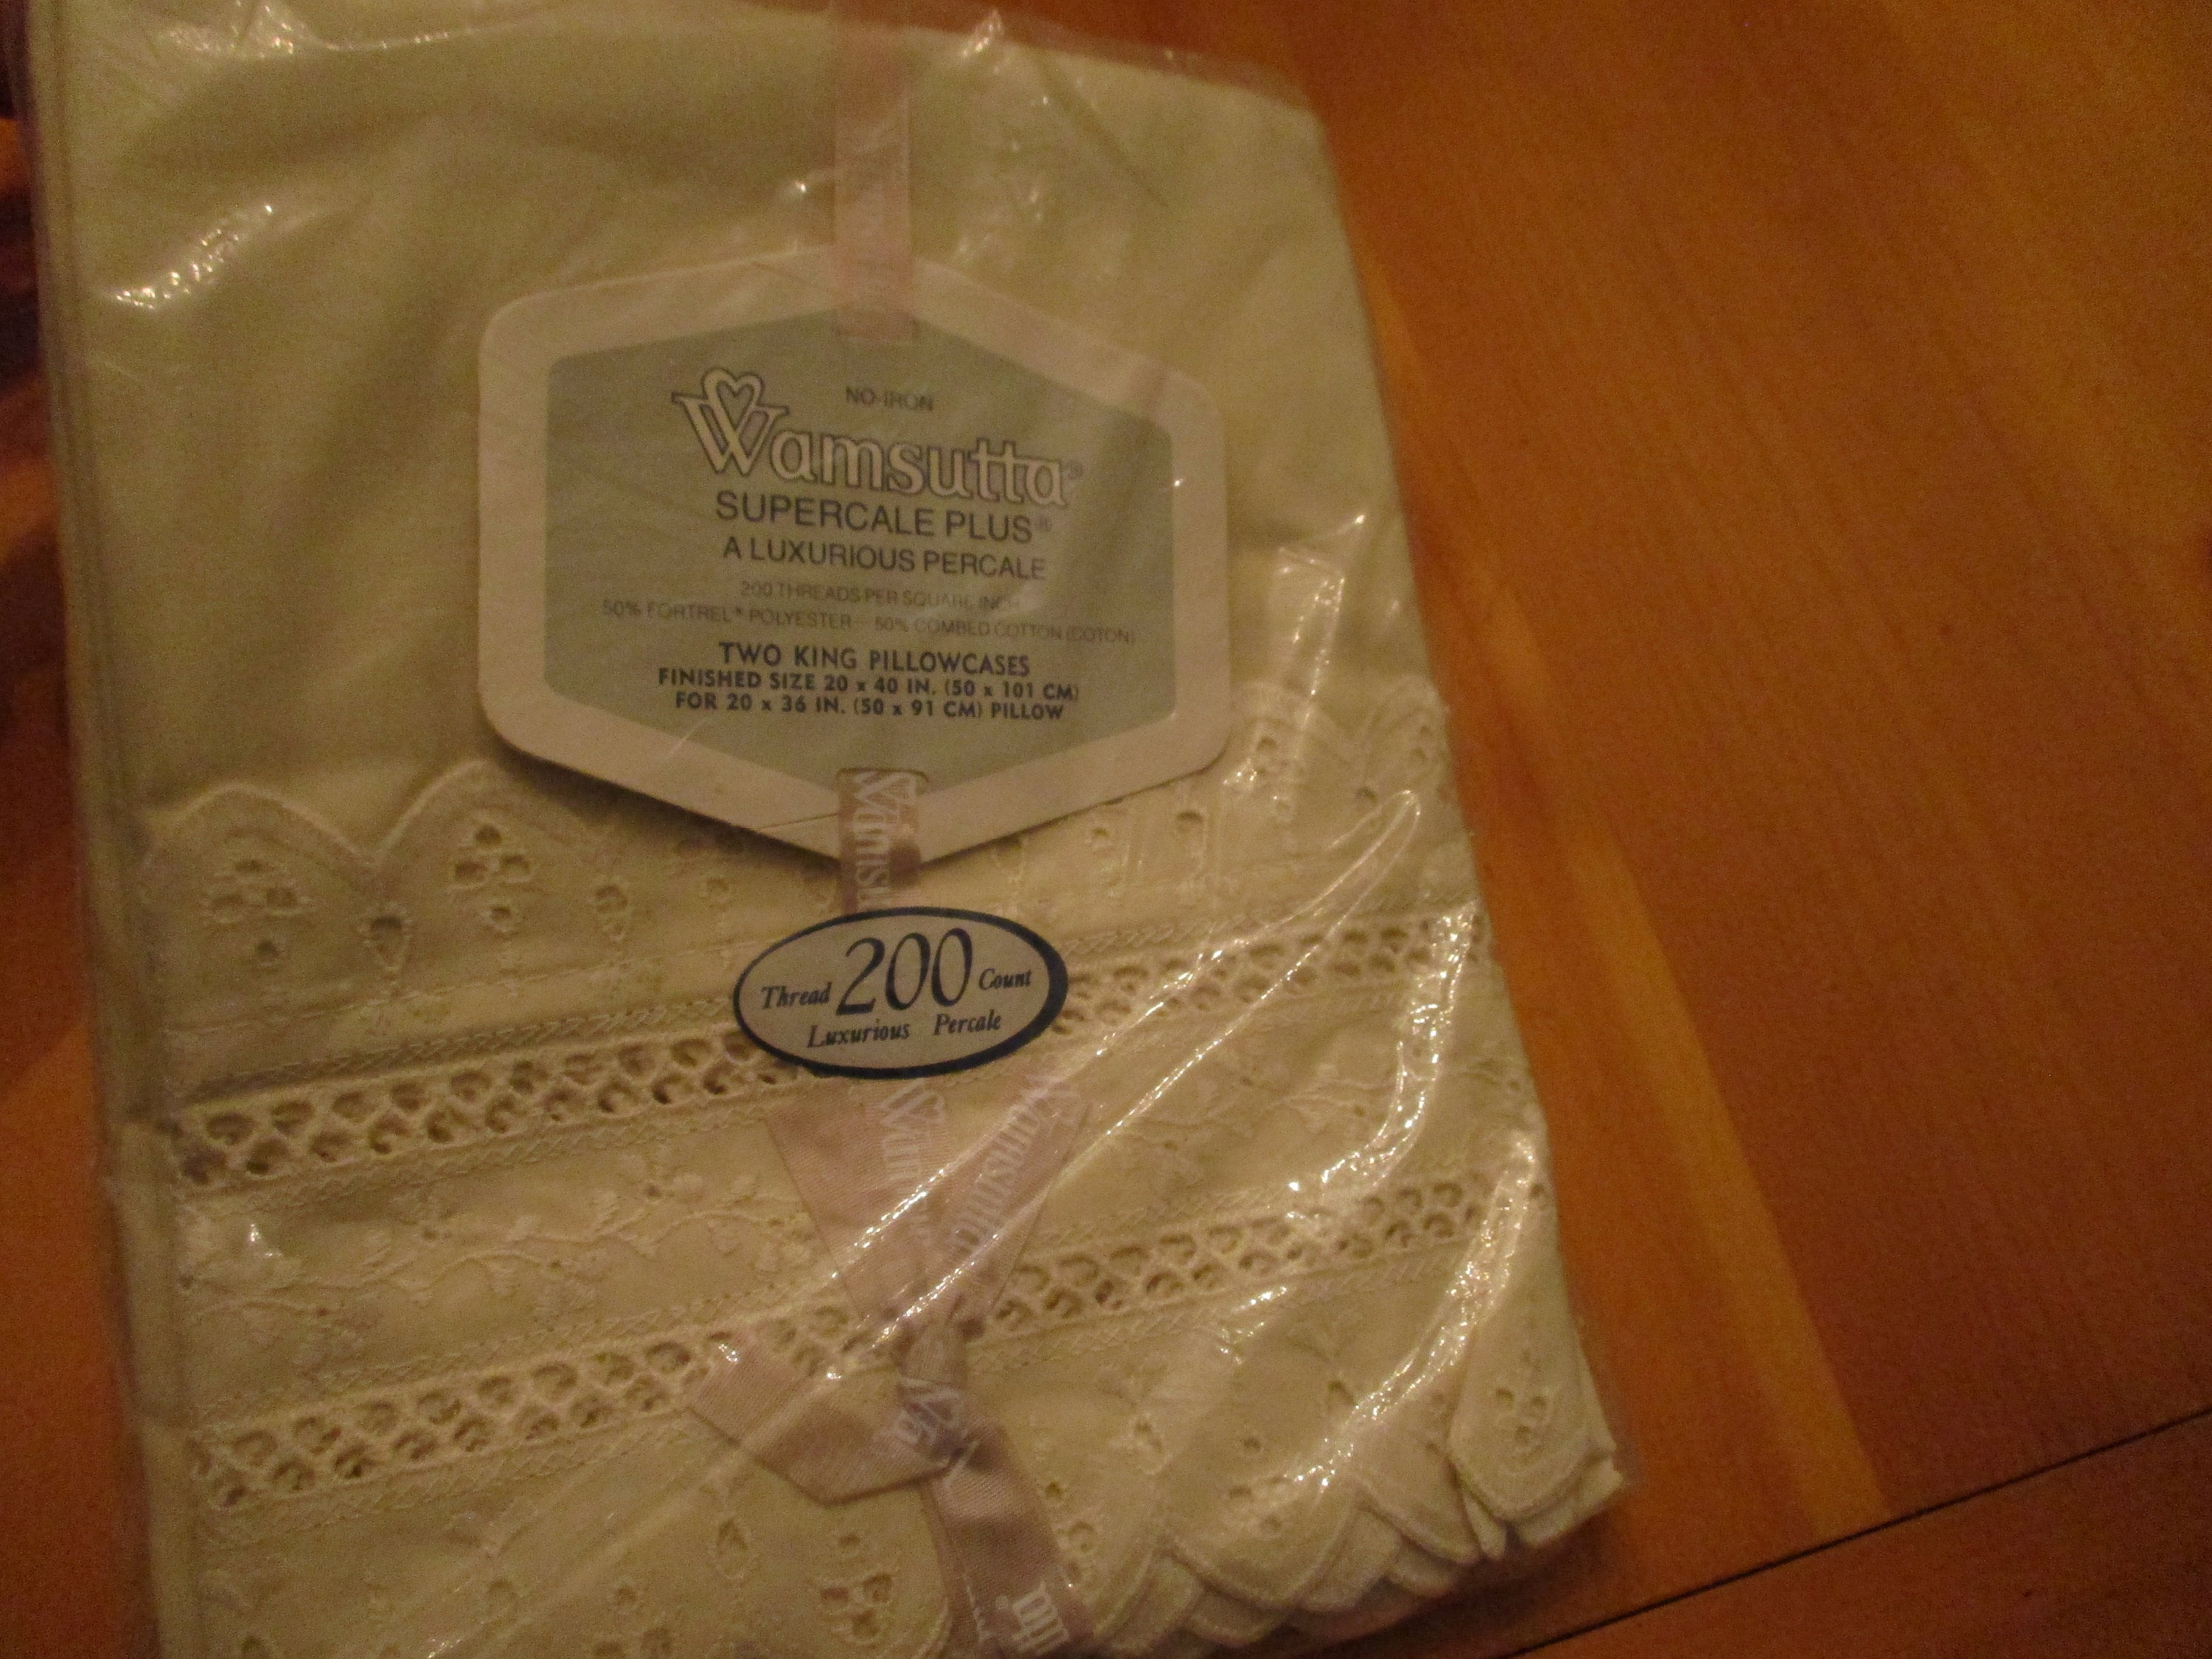 NO-IRON
Wamsutta®
SUPERCALE PLUS®
A LUXURIOUS PERCALE
200 THREADS PER SQUARE INCH
50% FORTREL® POLYESTER - 50% COMBED COTTON (COTON)
TWO KING PILLOWCASES
FINISHED SIZE 20 x 40 IN. (50 x 101 CM)
FOR 20 x 36 IN. (50 x 91 CM) PILLOW
Thread 200 Count
Luxurious Percale
Wamsutta